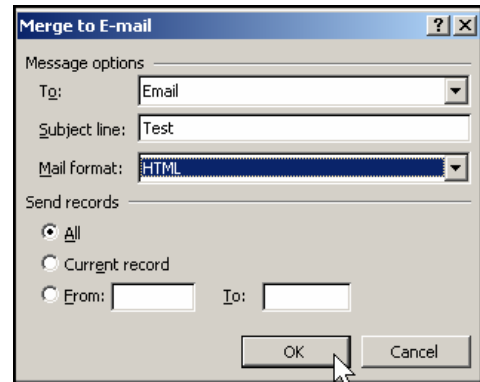 Merge to E-mail
Message options
To: Email
Subject line: Test
Mail format: HTML
Send records
All
Current record
From: To:
OK Cancel